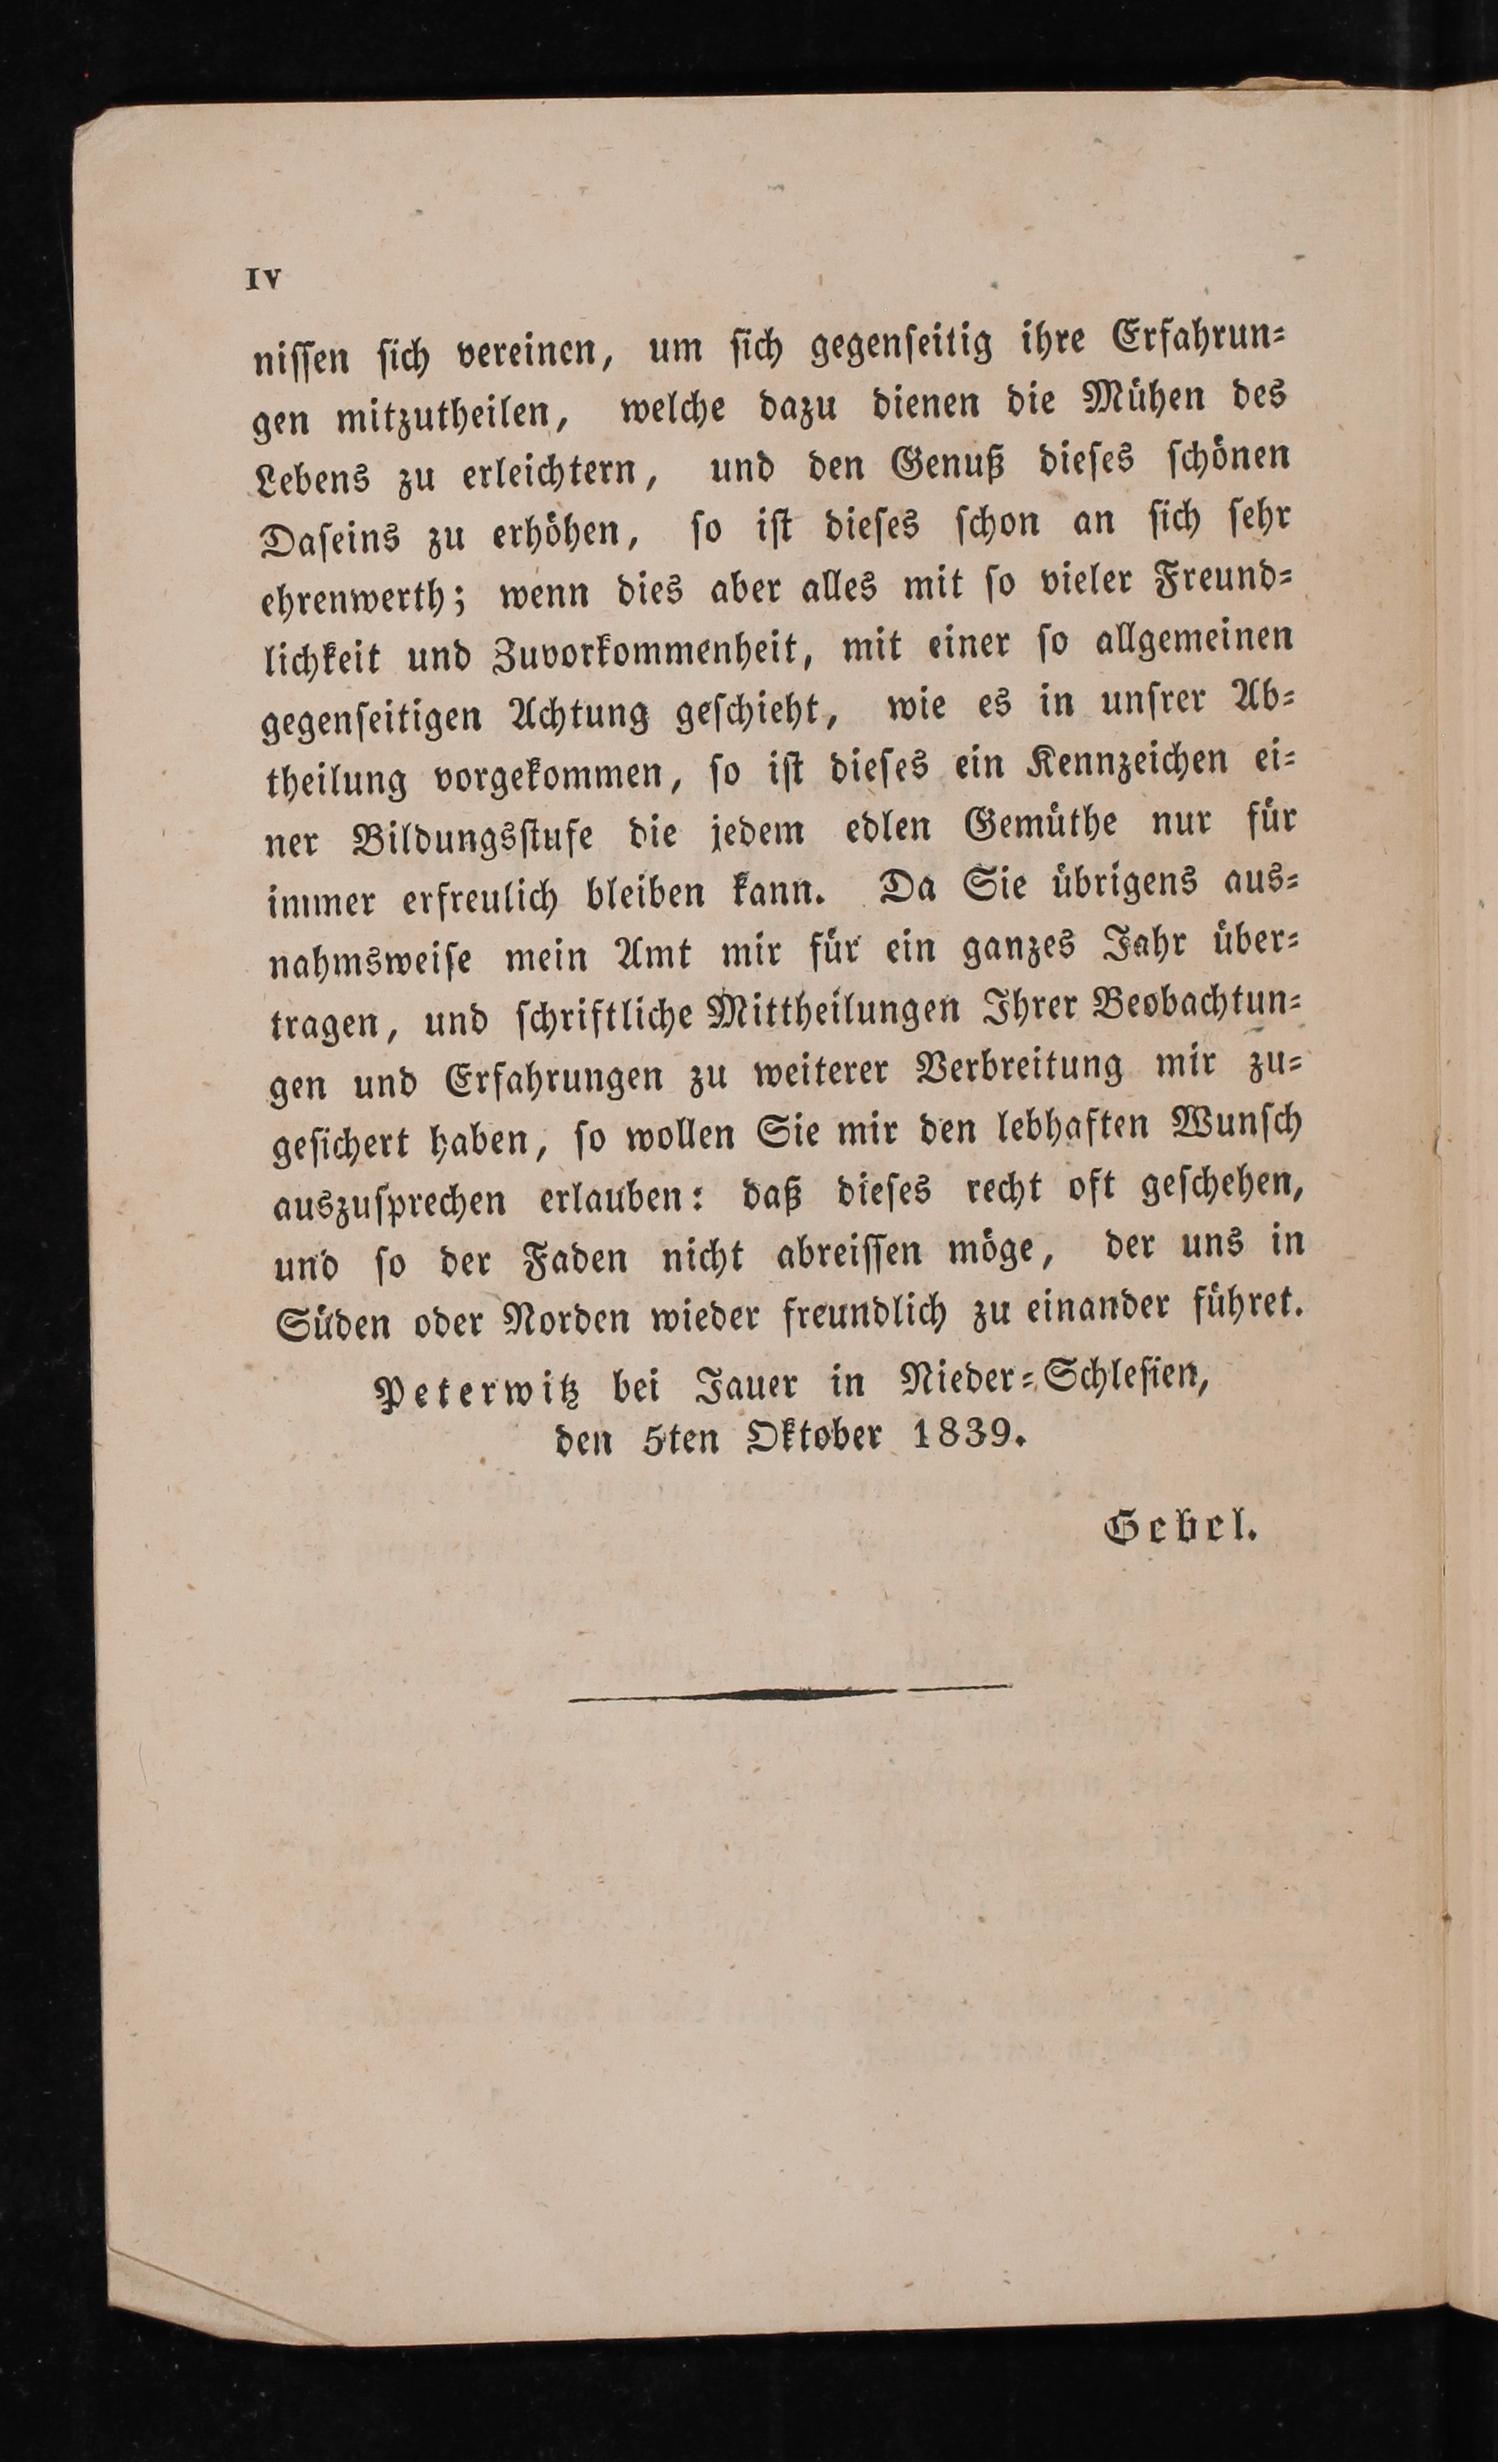 IV
niſſen ſich vereinen, um ſich gegenſeitig ihre Erfahrun⸗
gen mitzutheilen, welche dazu dienen die Mühen des
Lebens zu erleichtern, und den Genuß dieſes ſchönen
Daſeins zu erhöhen, ſo iſt dieſes ſchon an ſich ſehr
ehrenwerth; wenn dies aber alles mit ſo vieler Freund⸗
lichkeit und Zuvorkommenheit, mit einer ſo allgemeinen
gegenſeitigen Achtung geſchieht, wie es in unſrer Ab⸗
theilung vorgekommen, ſo iſt dieſes ein Kennzeichen ei⸗
ner Bildungsſtufe die jedem edlen Gemüthe nur für
immer erfreulich bleiben kann. Da Sie übrigens aus⸗
nahmsweiſe mein Amt mir für ein ganzes Jahr über⸗
tragen, und ſchriftliche Mittheilungen Ihrer Beobachtun⸗
gen und Erfahrungen zu weiterer Verbreitung mir zu⸗
geſichert haben, ſo wollen Sie mir den lebhaften Wunſch
auszuſprechen erlauben: daß dieſes recht oft geſchehen,
und ſo der Faden nicht abreiſſen möge, der uns in
Süden oder Norden wieder freundlich zu einander führet.
Peterwitz bei Jauer in Nieder⸗Schleſien,
den 5ten Oktober 1839.
Gebel.